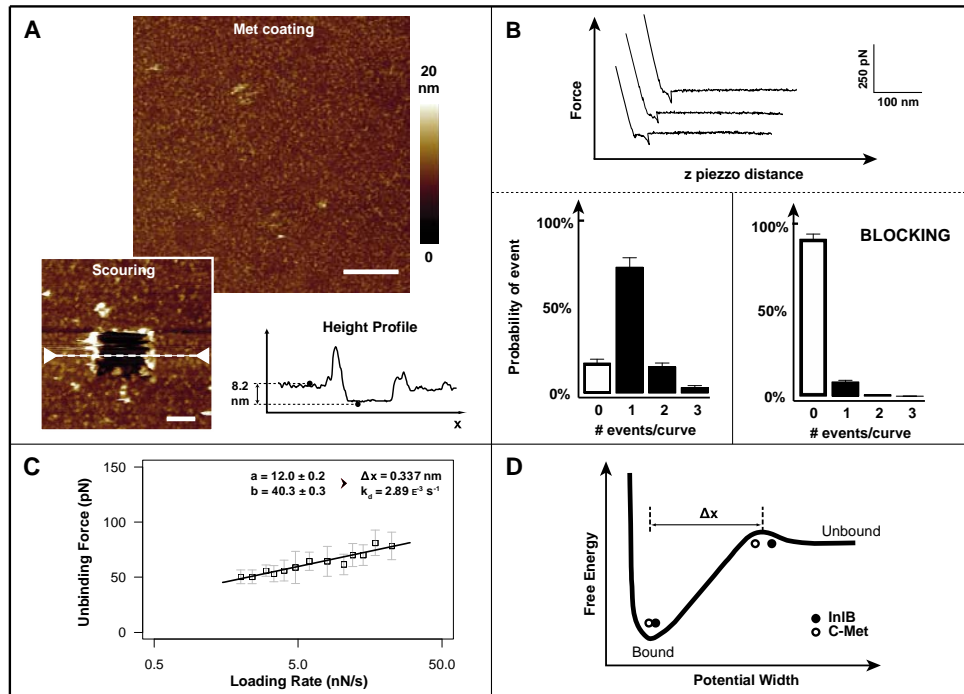 A
Met coating
20
nm
0
Scouring
Height Profile
8.2
nm
x
B
Force
z piezzo distance
250 pN
100 nm
Probability of event
100%
50%
0%
0 1 2 3
# events/curve
BLOCKING
100%
50%
0%
0 1 2 3
# events/curve
C
Unbinding Force (pN)
150
100
50
0
a = 12.0 ± 0.2
b = 40.3 ± 0.3
Δx = 0.337 nm
k_d = 2.89 E⁻³ s⁻¹
0.5 5.0 50.0
Loading Rate (nN/s)
D
Free Energy
Δx
Unbound
InlB
C-Met
Bound
Potential Width